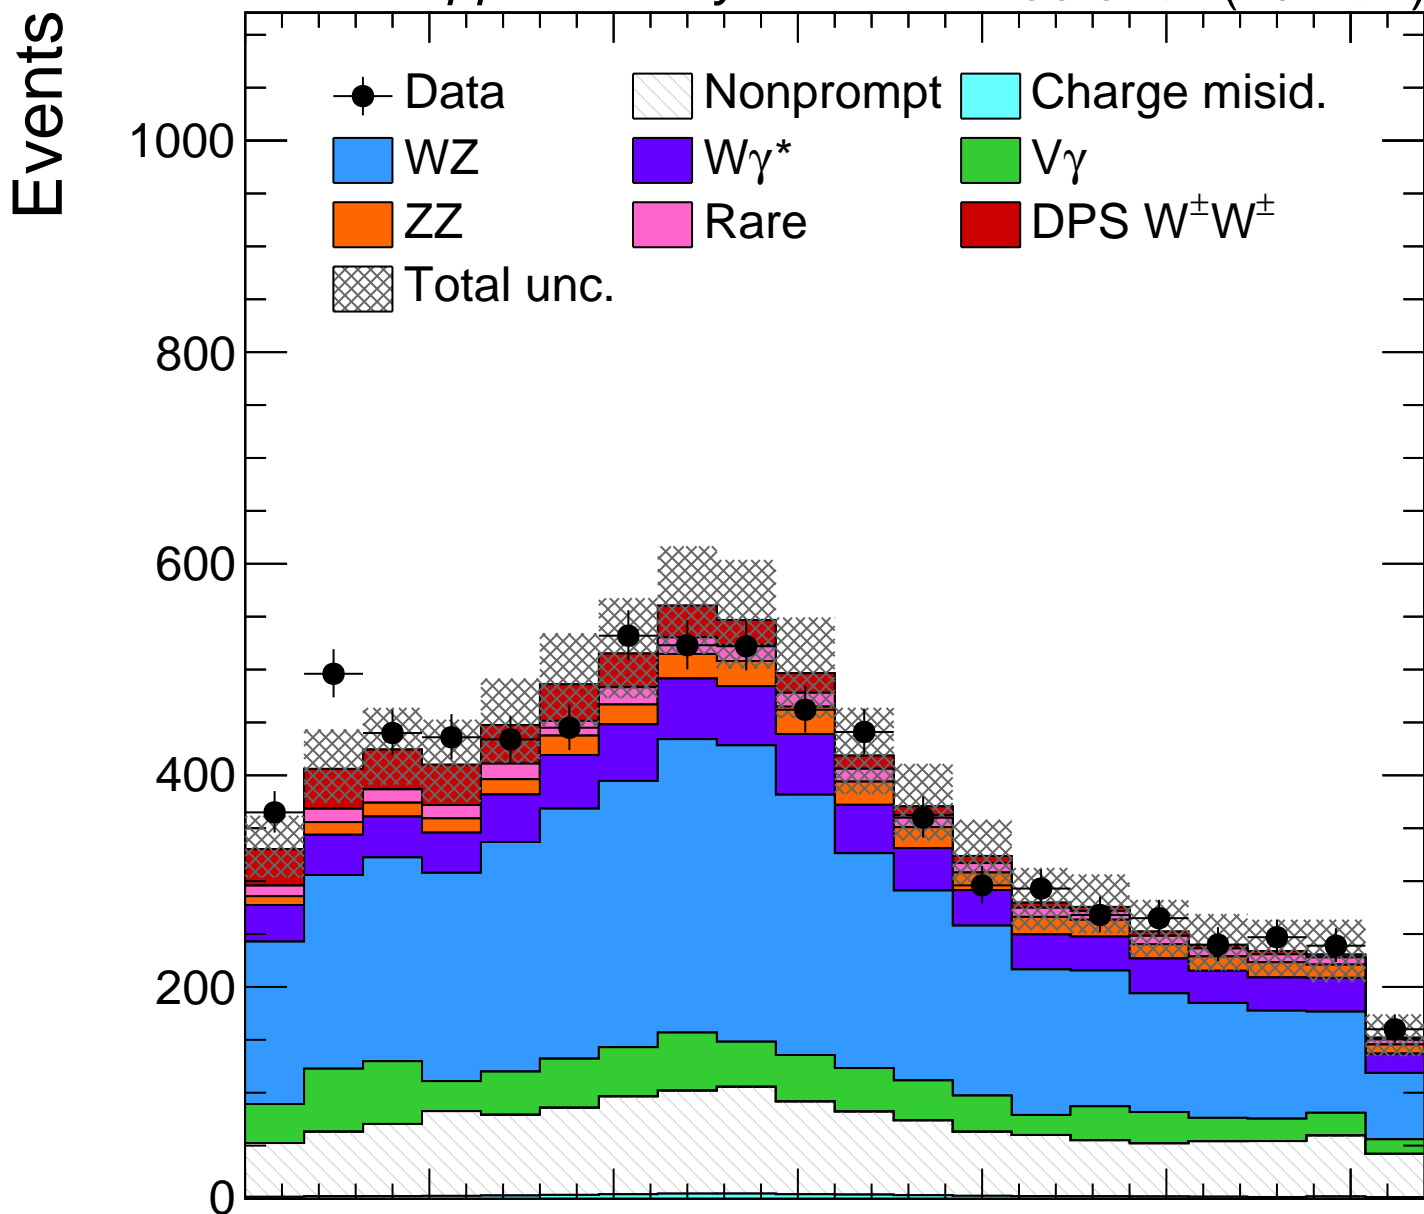 Events
Data Nonprompt Charge misid.
WZ Wγ* Vγ
ZZ Rare DPS W±W±
Total unc.
1000
800
600
400
200
0